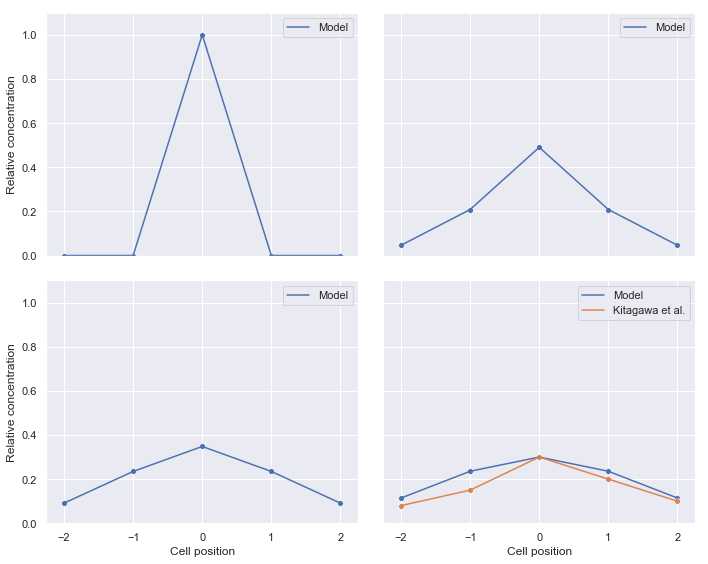 Model
Model
1.0
0.8
0.6
0.4
0.2
0.0
Relative concentration
Model
Model
Kitagawa et al.
1.0
0.8
0.6
0.4
0.2
0.0
Relative concentration
−2 −1 0 1 2
−2 −1 0 1 2
Cell position
Cell position